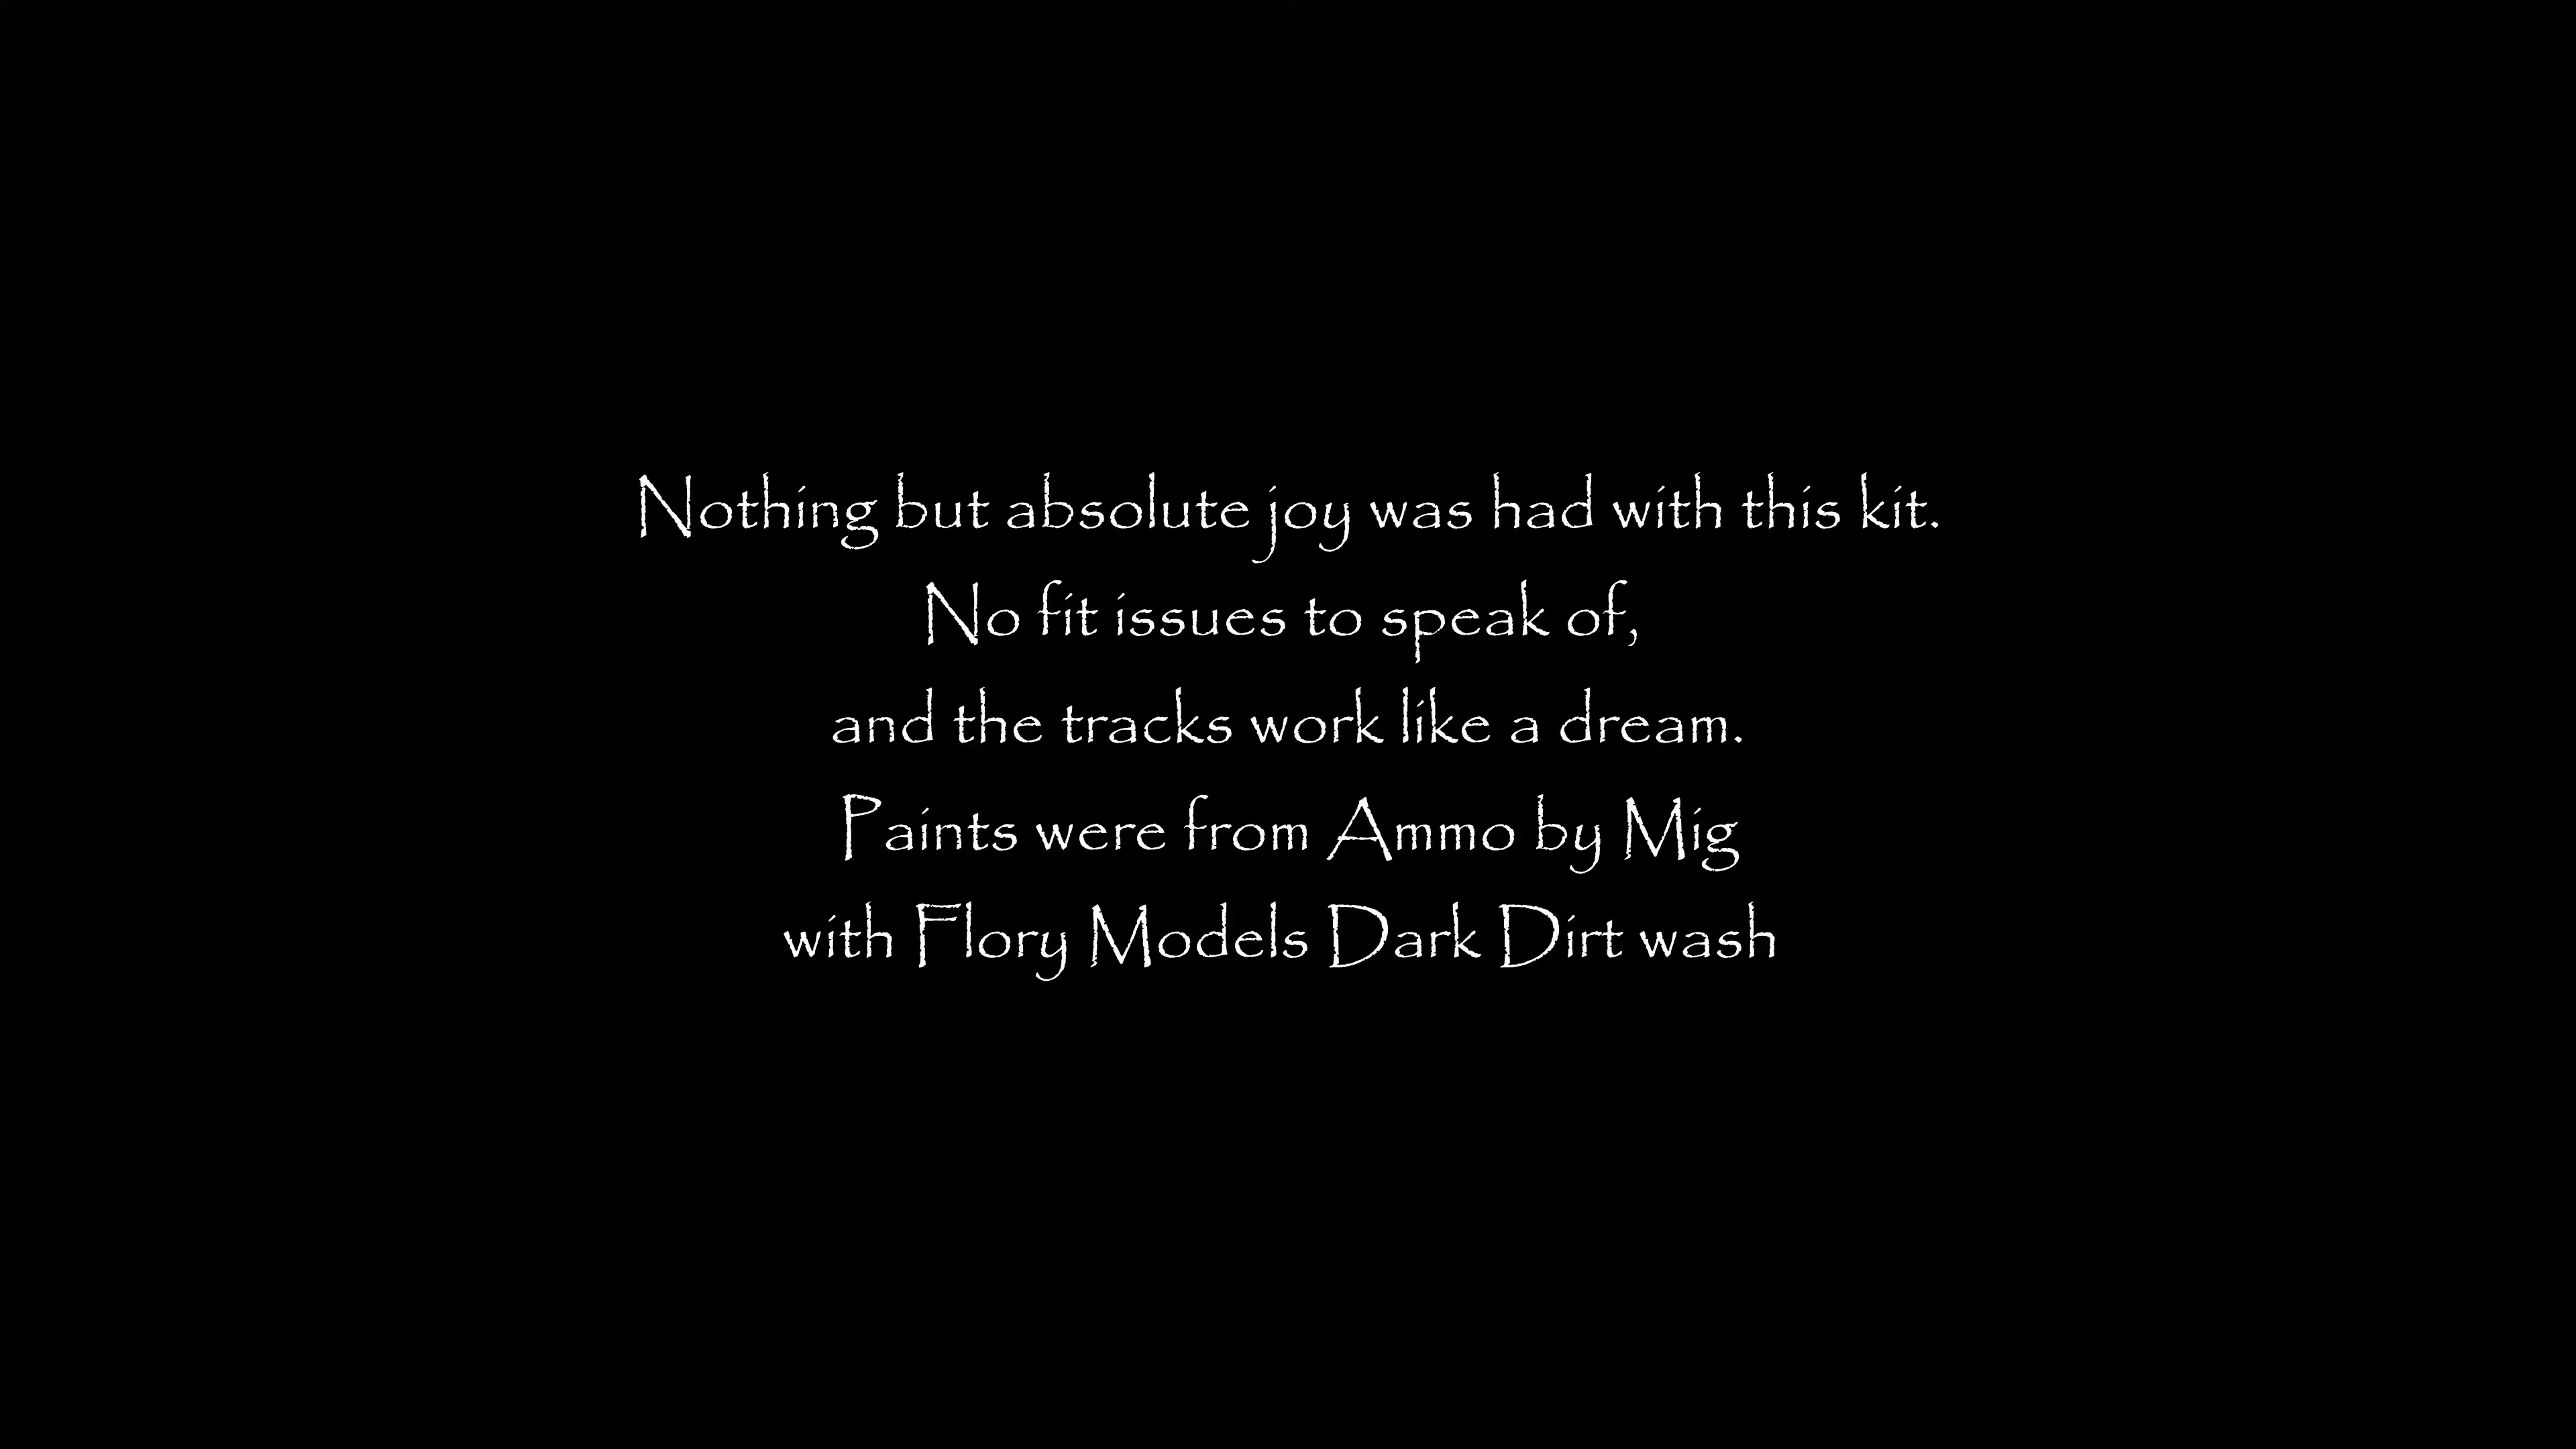 Nothing but absolute joy was had with this kit.
No fit issues to speak of,
and the tracks work like a dream.
Paints were from Ammo by Mig
with Flory Models Dark Dirt wash